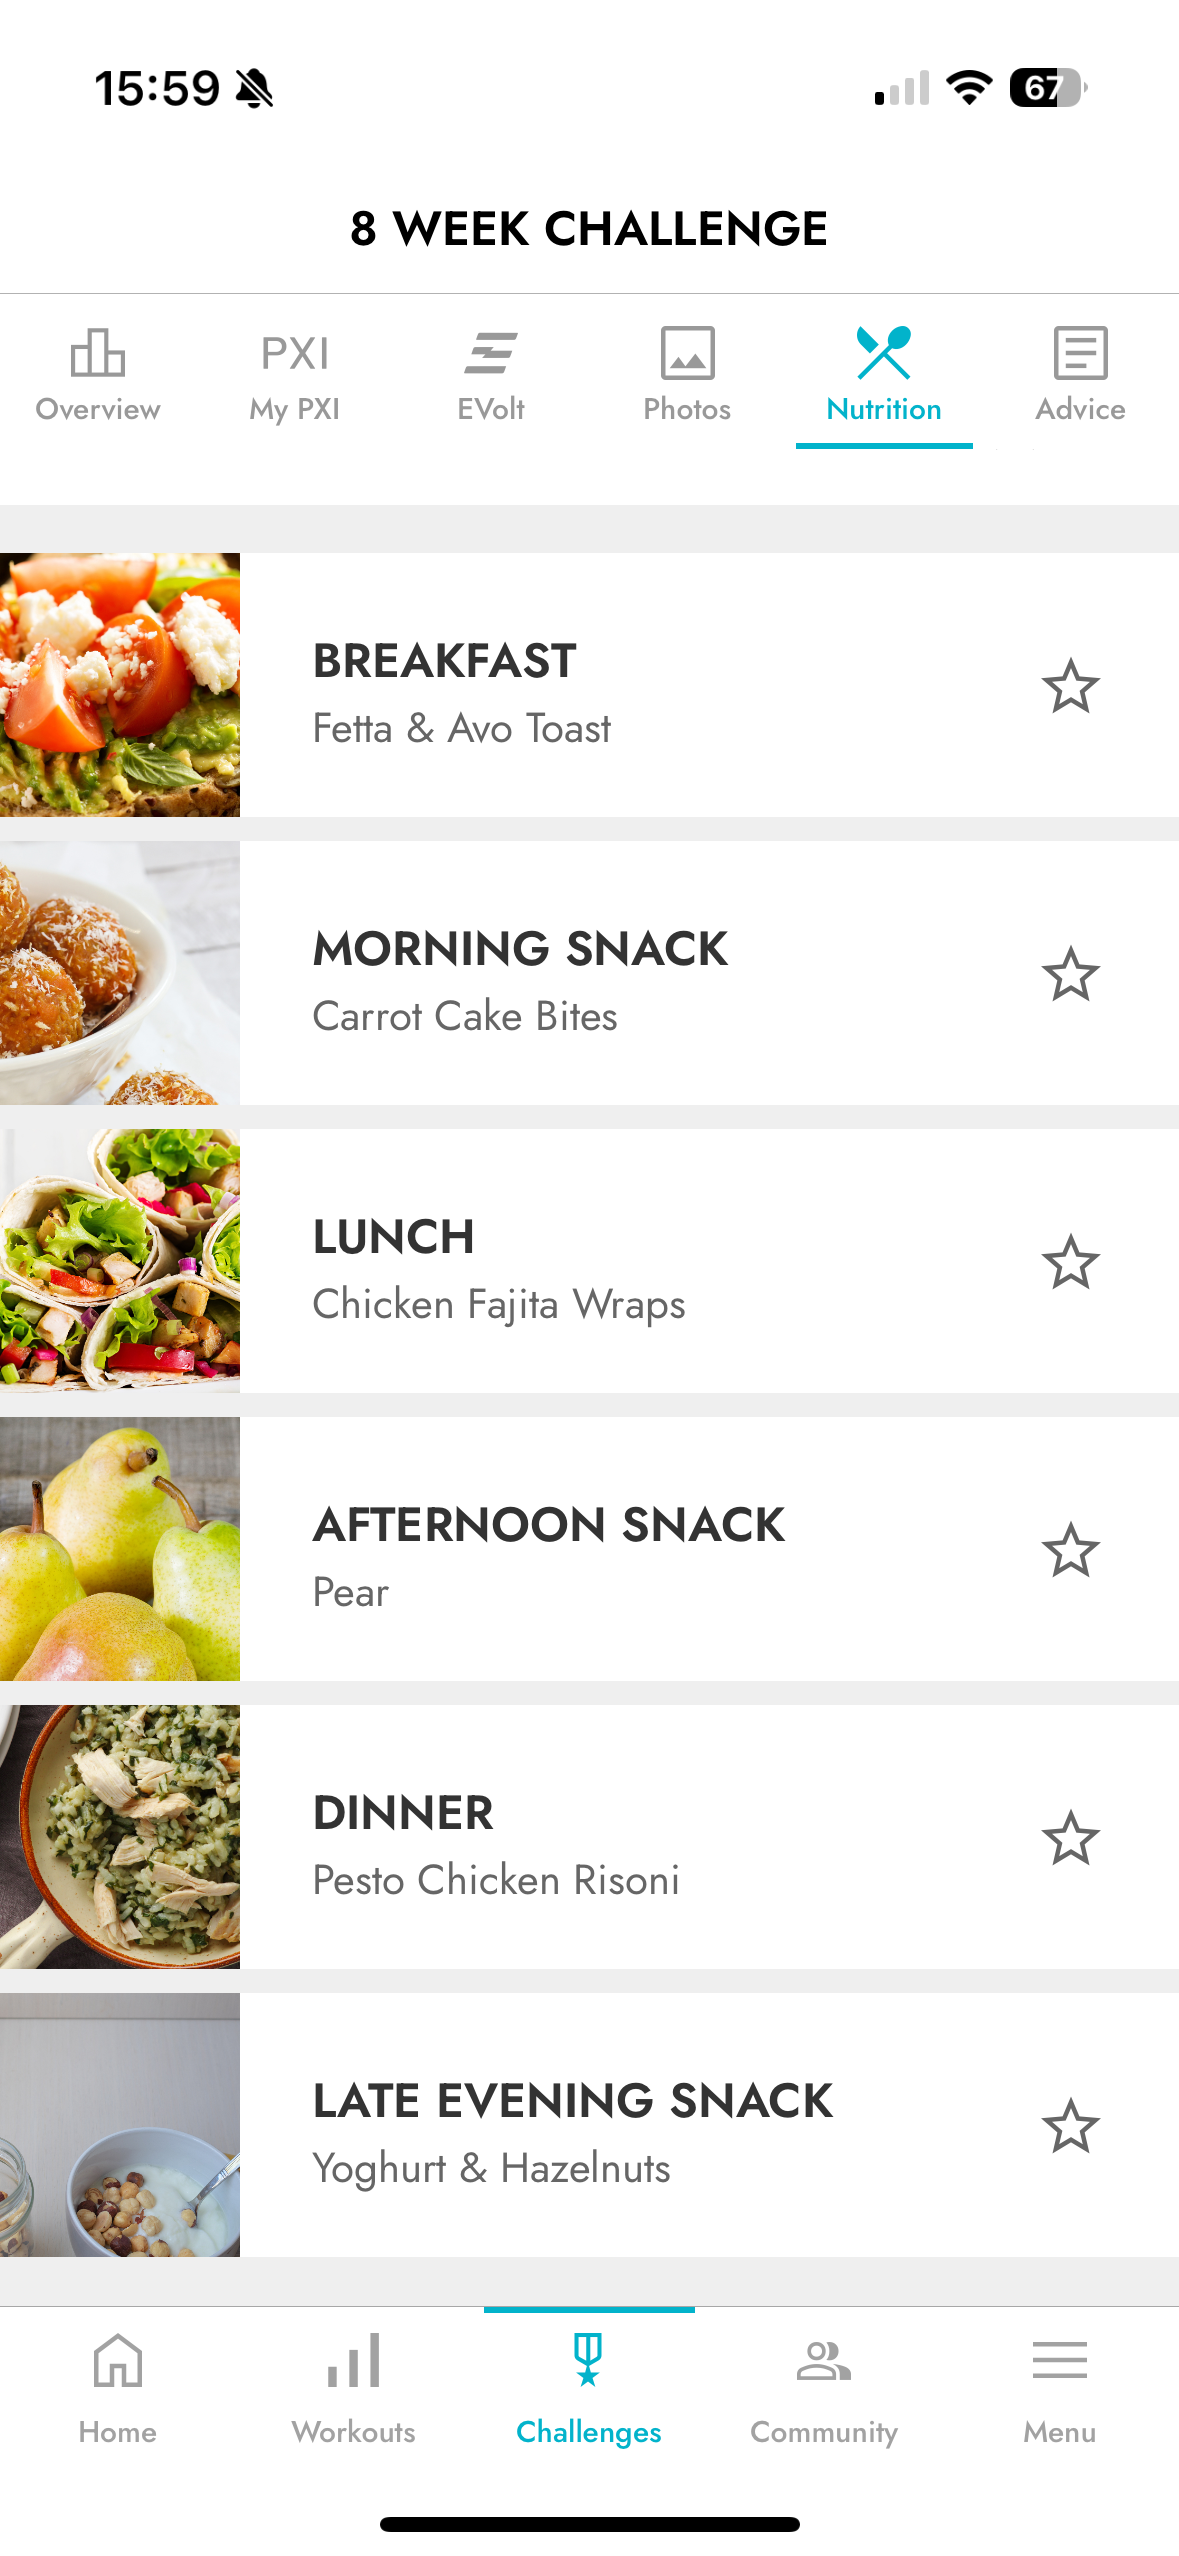 15:59
67
8 WEEK CHALLENGE
PXI
Overview
My PXI
EVolt
Photos
Nutrition
Advice
BREAKFAST
Fetta & Avo Toast
MORNING SNACK
Carrot Cake Bites
LUNCH
Chicken Fajita Wraps
AFTERNOON SNACK
Pear
DINNER
Pesto Chicken Risoni
LATE EVENING SNACK
Yoghurt & Hazelnuts
Home
Workouts
Challenges
Community
Menu